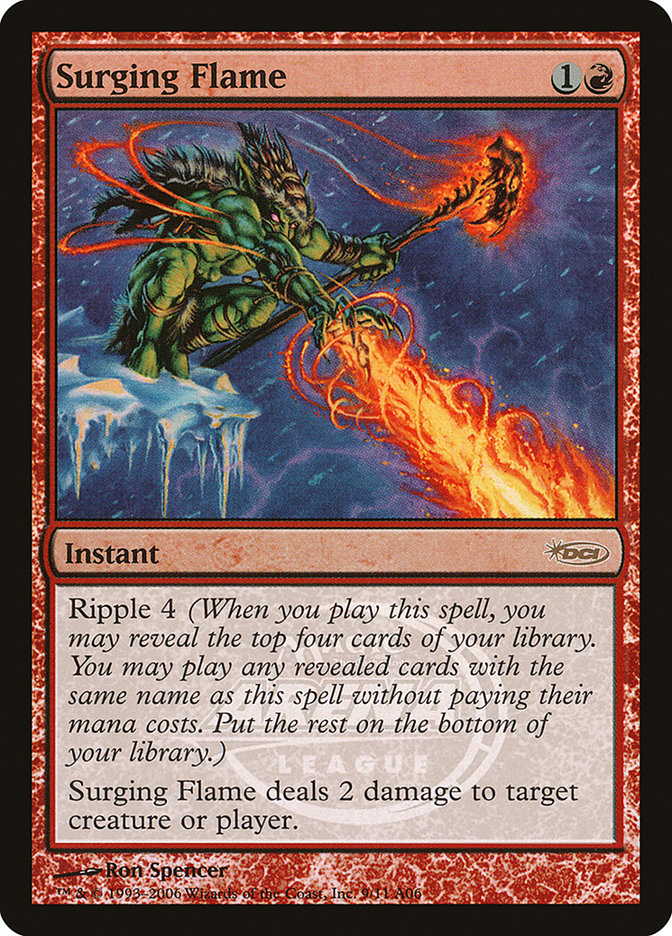 Surging Flame 1
Instant DCI
Ripple 4 (When you play this spell, you
may reveal the top four cards of your library.
You may play any revealed cards with the
same name as this spell without paying their
mana costs. Put the rest on the bottom of
your library.)
LEAGUE
Surging Flame deals 2 damage to target
creature or player.
Ron Spencer
™ & © 1993–2006 Wizards of the Coast, Inc. 9/11 A06